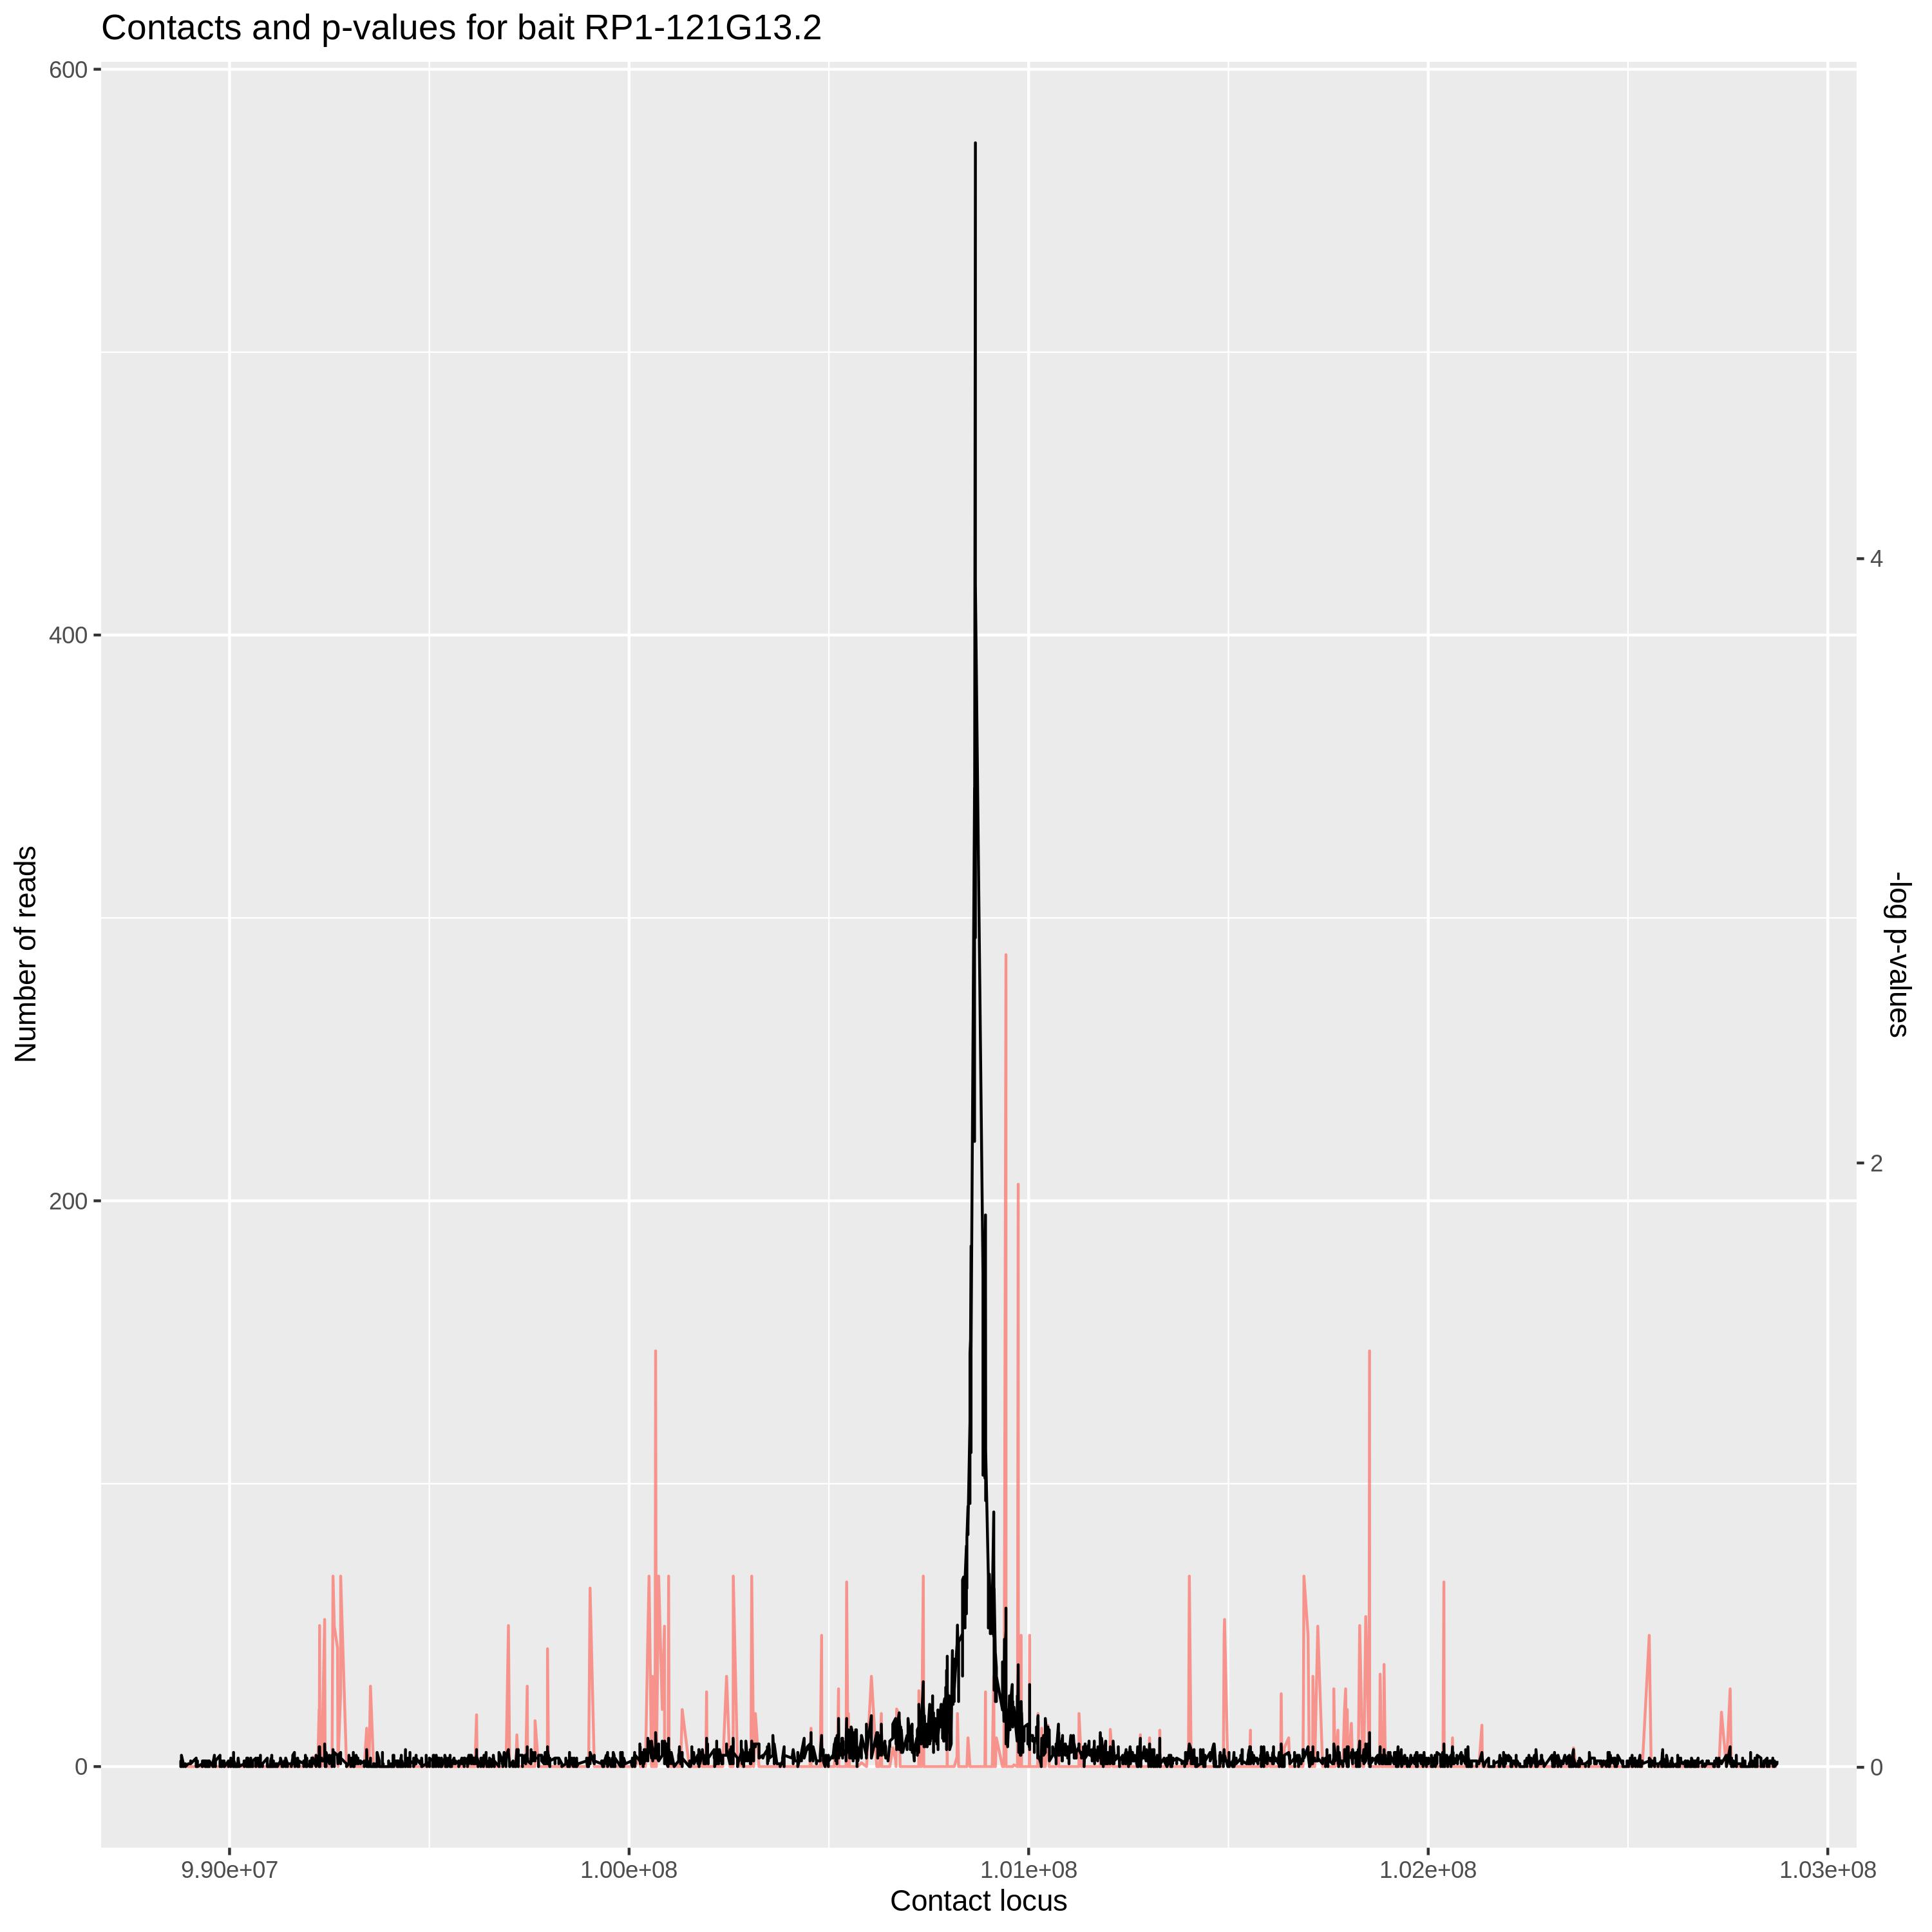 Contacts and p-values for bait RP1-121G13.2
600
400
200
0
Number of reads
4
2
0
-log p-values
9.90e+07
1.00e+08
1.01e+08
1.02e+08
1.03e+08
Contact locus